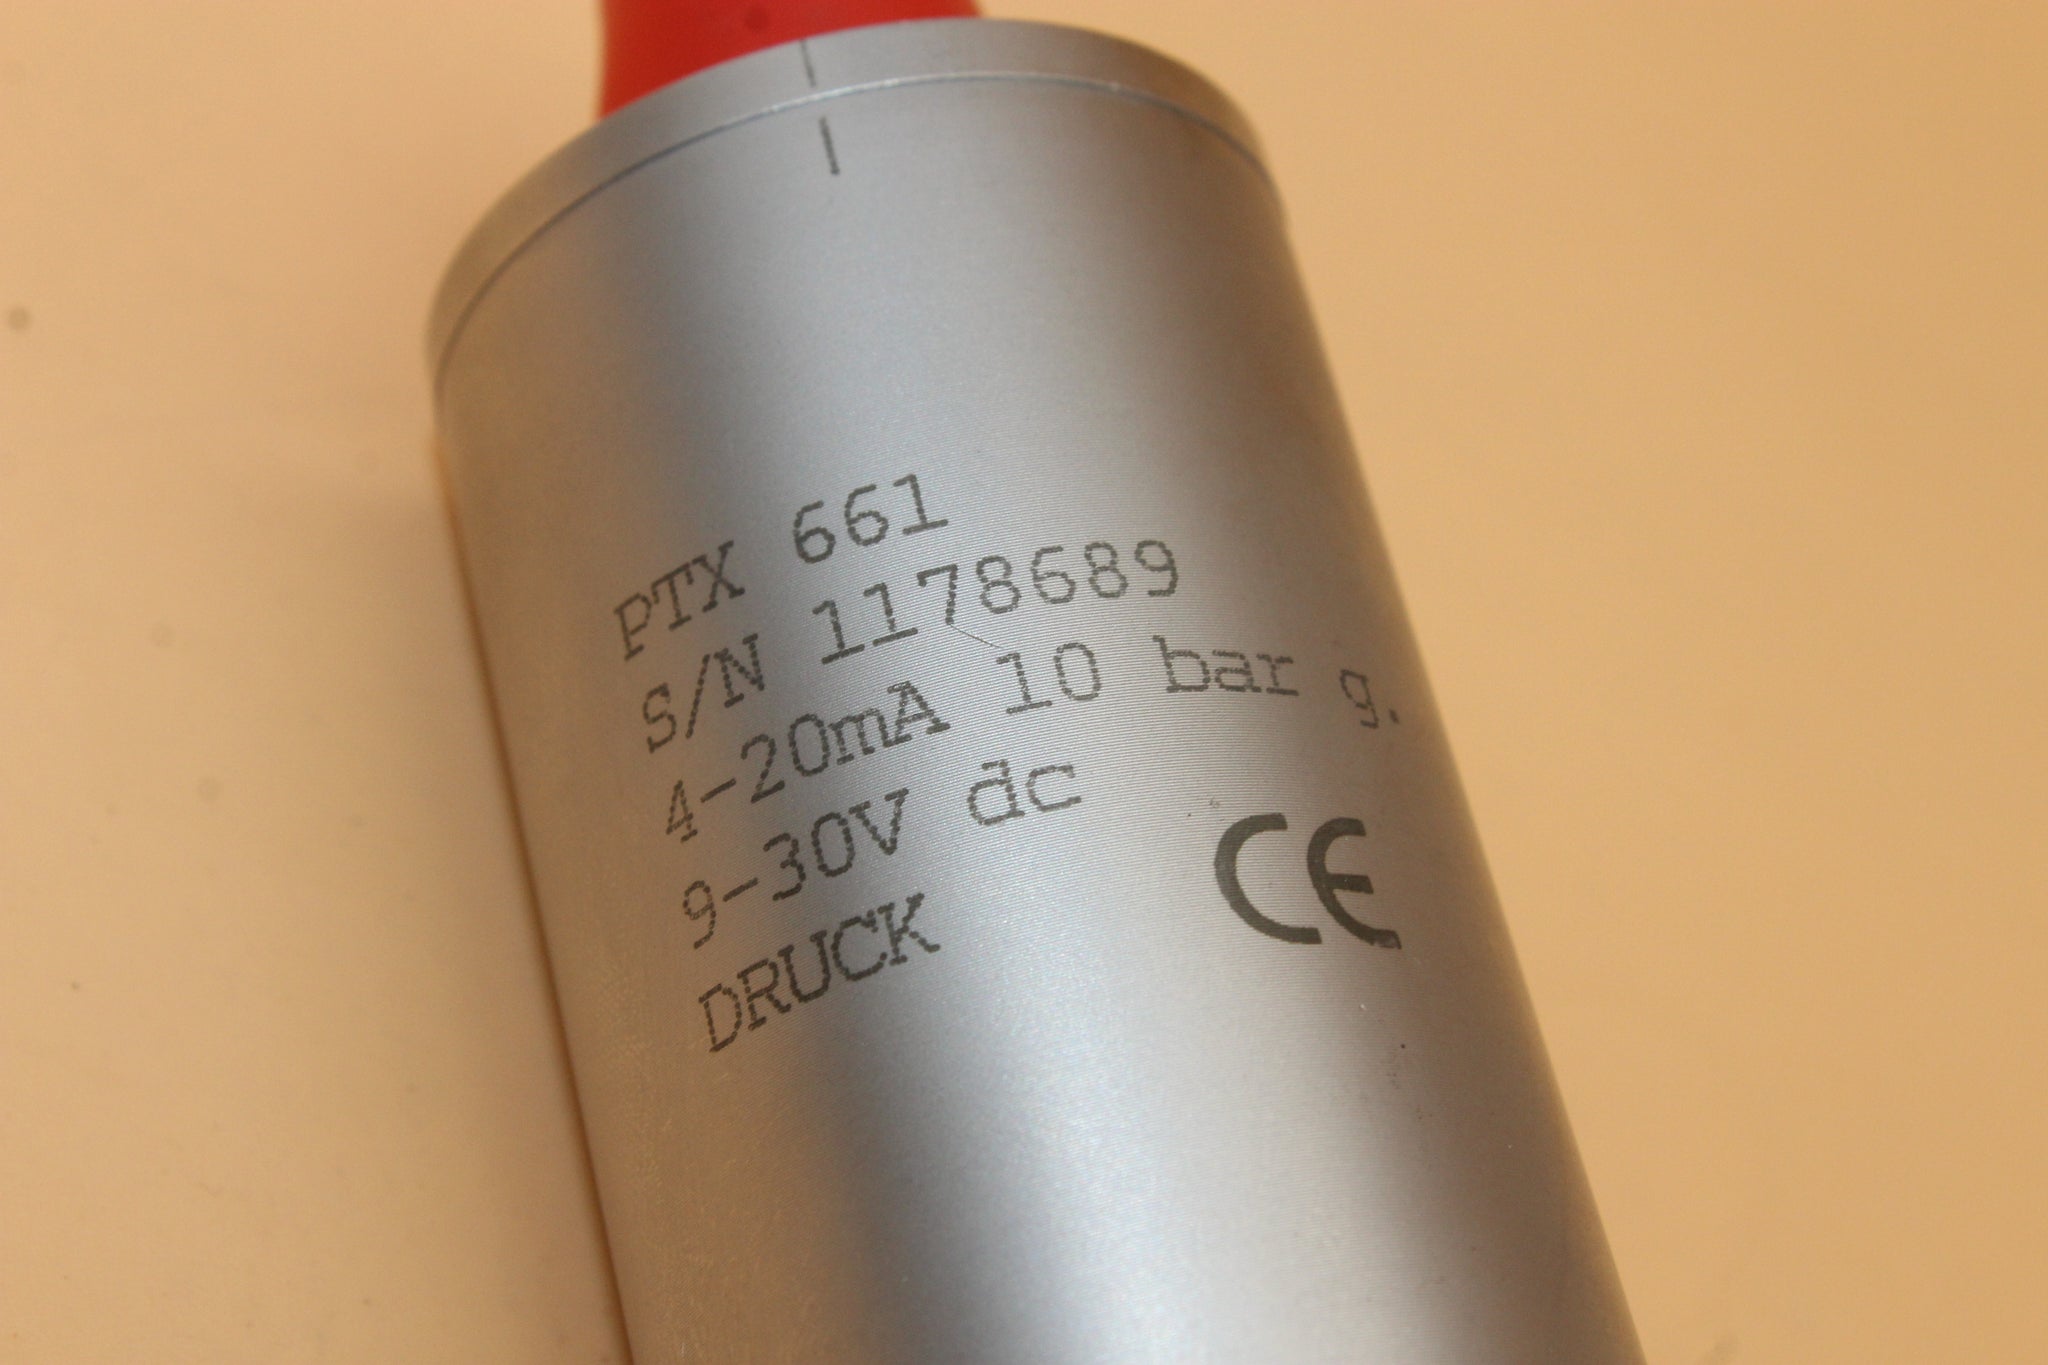 PTX 661
S/N 1178689
4-20mA 10 bar g.
9-30V dc
DRUCK
CE